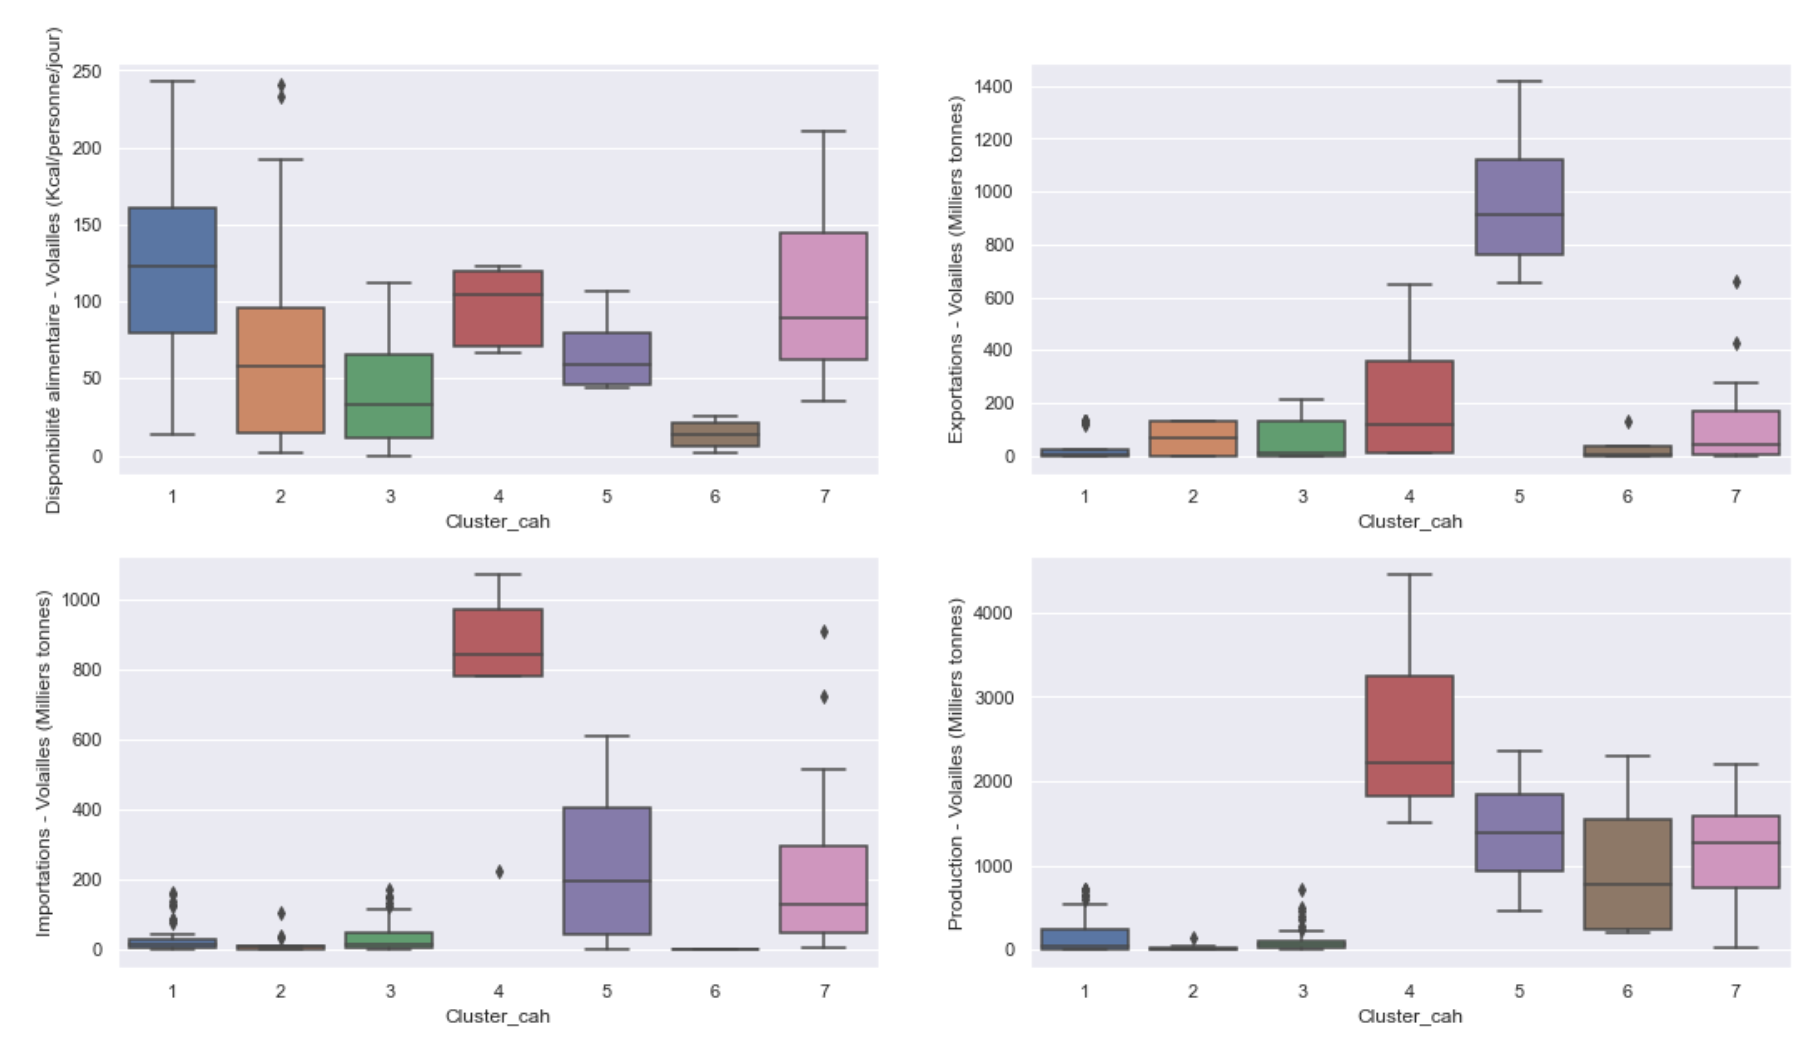 Disponibilité alimentaire - Volailles (Kcal/personne/jour)
250
200
150
100
50
0
1 2 3 4 5 6 7
Cluster_cah
Exportations - Volailles (Milliers tonnes)
1400
1200
1000
800
600
400
200
0
1 2 3 4 5 6 7
Cluster_cah
Importations - Volailles (Milliers tonnes)
1000
800
600
400
200
0
1 2 3 4 5 6 7
Cluster_cah
Production - Volailles (Milliers tonnes)
4000
3000
2000
1000
0
1 2 3 4 5 6 7
Cluster_cah